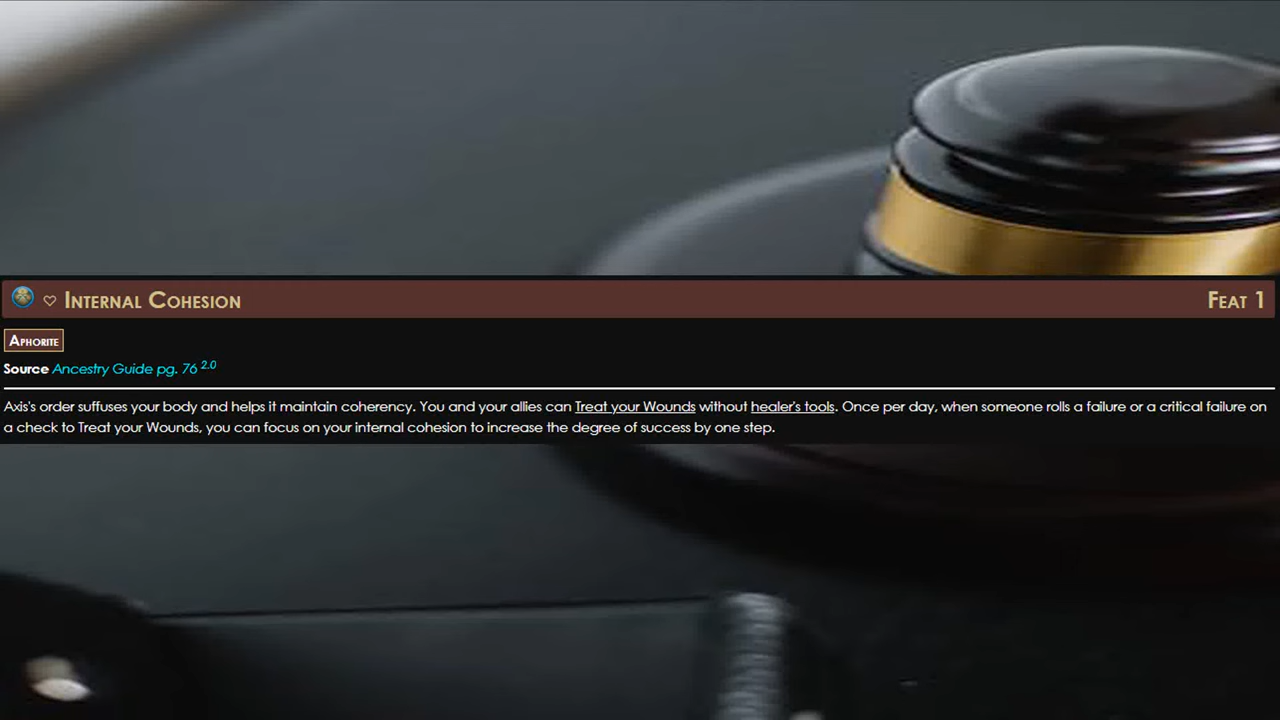 Internal Cohesion Feat 1
Aphorite
Source Ancestry Guide pg. 76 2.0
Axis's order suffuses your body and helps it maintain coherency. You and your allies can Treat your Wounds without healer's tools. Once per day, when someone rolls a failure or a critical failure on
a check to Treat your Wounds, you can focus on your internal cohesion to increase the degree of success by one step.